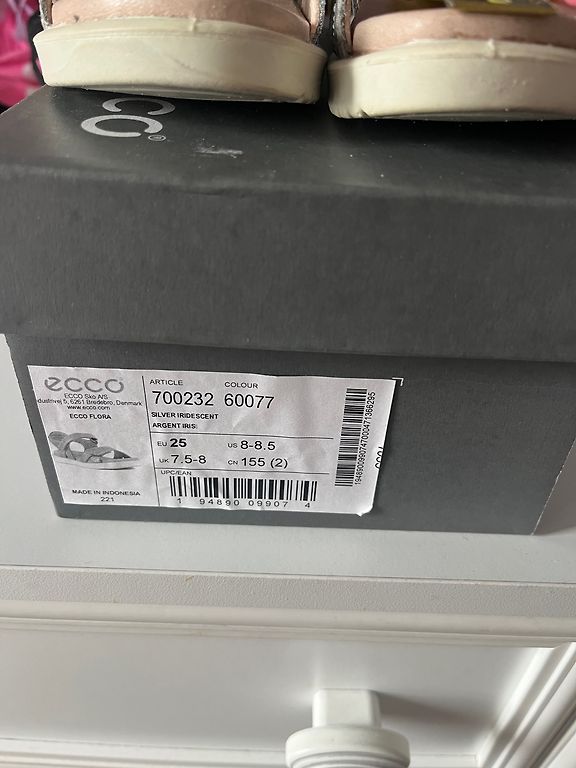 CO®
ecco
ECCO Sko A/S
dustrivej 5, 6261 Bredebro, Denmark
www.ecco.com
ECCO FLORA
MADE IN INDONESIA
221
ARTICLE COLOUR
700232 60077
SILVER IRIDESCENT
ARGENT IRIS
EU 25 US 8-8.5
UK 7.5-8 CN 155 (2)
UPC/EAN
1 94890 09907 4